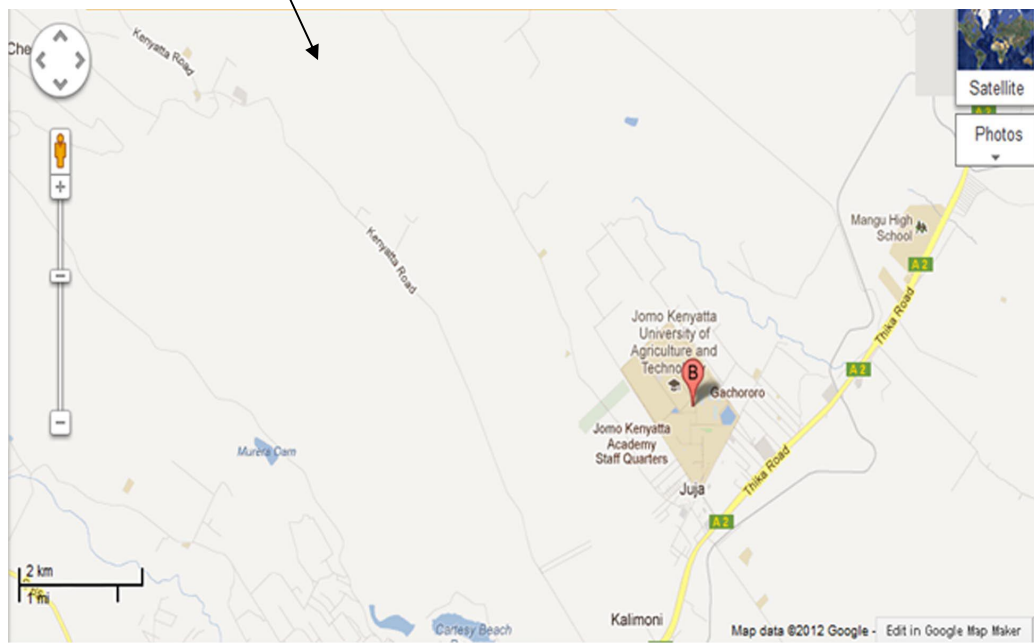 Che
Kenyatta Road
Satellite
Photos
Mangu High
School
A 2
Kenyatta Road
Thika Road
Jomo Kenyatta
University of
Agriculture and
A 2
B
Gachororo
Jomo Kenyatta
Academy
Staff Quarters
Murera Dam
Thika Road
Juja
A 2
2 km
1 mi
Kalimoni
Cartesy Beach
Map data ©2012 Google -
Edit in Google Map Maker